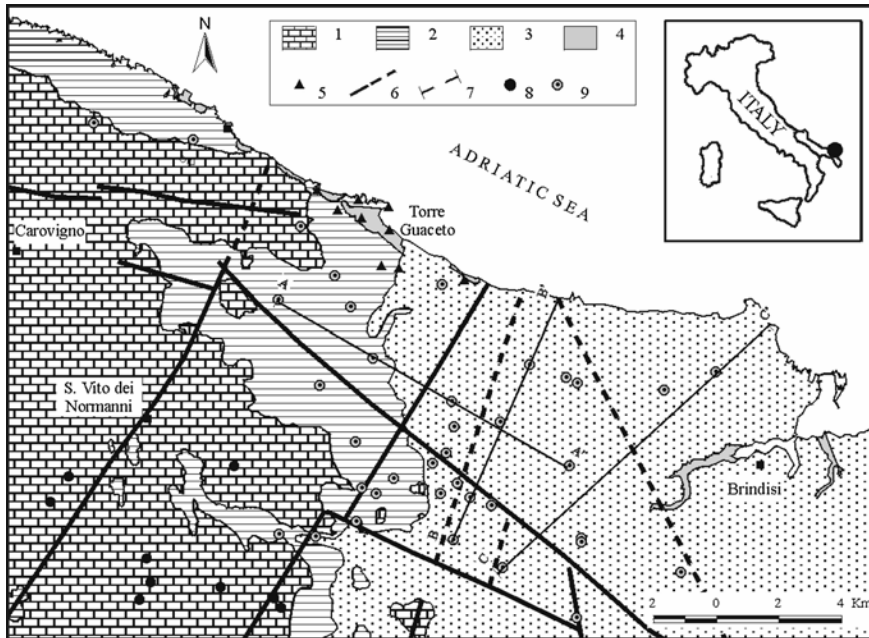 N
1 2 3 4
5 6 7 8 9
ITALY
ADRIATIC SEA
Torre
Guaceto
Carovigno
A'
B'
C'
S. Vito dei
Normanni
A"
Brindisi
B
C
2 0 2 4
Km